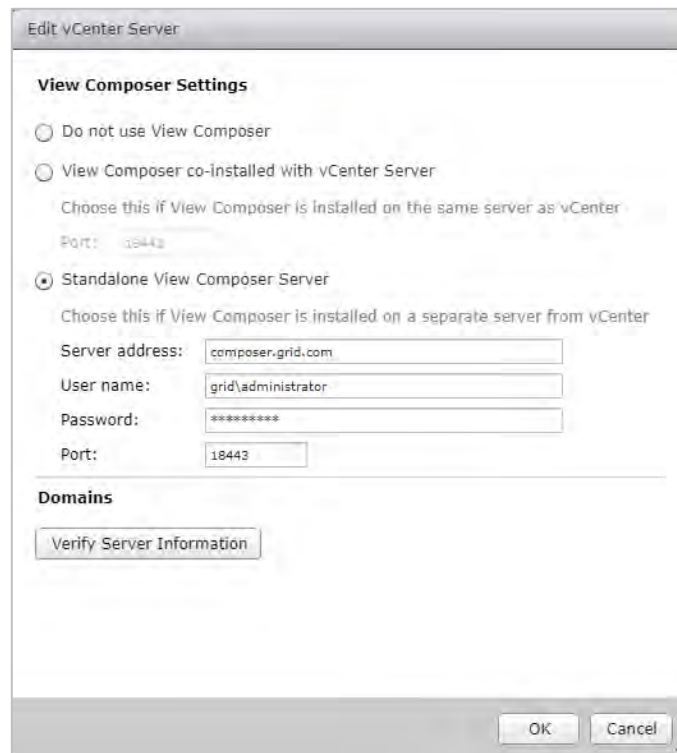 Edit vCenter Server
View Composer Settings
Do not use View Composer
View Composer co-installed with vCenter Server
Choose this if View Composer is installed on the same server as vCenter
Port: 18443
Standalone View Composer Server
Choose this if View Composer is installed on a separate server from vCenter
Server address: composer.grid.com
User name: grid\administrator
Password: *********
Port: 18443
Domains
Verify Server Information
OK Cancel